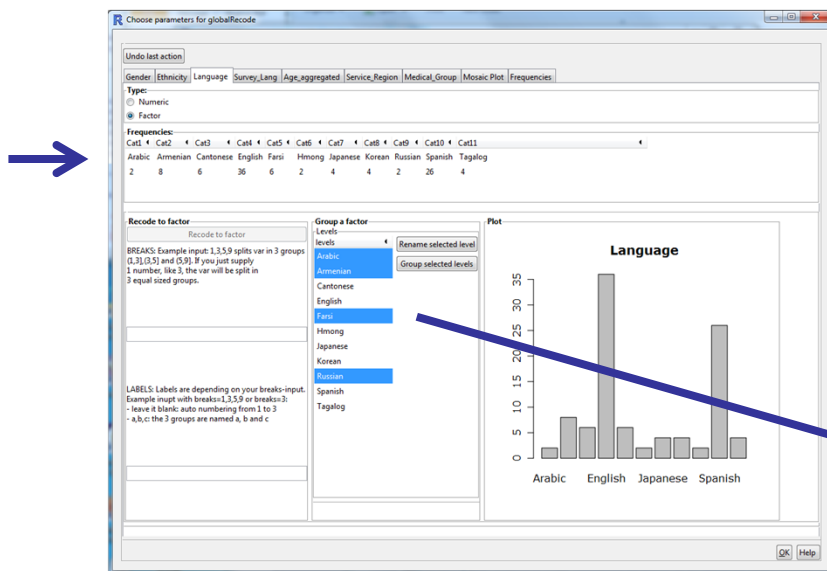 Choose parameters for globalRecode
Undo last action
Gender Ethnicity Language Survey_Lang Age_aggregated Service_Region Medical_Group Mosaic Plot Frequencies
Type:
Numeric
Factor
Frequencies:
Cat1 Cat2 Cat3 Cat4 Cat5 Cat6 Cat7 Cat8 Cat9 Cat10 Cat11
Arabic Armenian Cantonese English Farsi Hmong Japanese Korean Russian Spanish Tagalog
2 8 6 36 6 2 4 4 2 26 4
Recode to factor
Recode to factor
BREAKS: Example input: 1,3,5,9 splits var in 3 groups
(1,3],(3,5] and (5,9]. If you just supply
1 number, like 3, the var will be split in
3 equal sized groups.
LABELS: Labels are depending on your breaks-input.
Example inupt with breaks=1,3,5,9 or breaks=3:
- leave it blank: auto numbering from 1 to 3
- a,b,c: the 3 groups are named a, b and c
Group a factor
Levels
levels
Arabic
Armenian
Cantonese
English
Farsi
Hmong
Japanese
Korean
Russian
Spanish
Tagalog
Rename selected level
Group selected levels
Plot
Language
35
30
25
20
15
10
5
0
Arabic English Japanese Spanish
OK Help